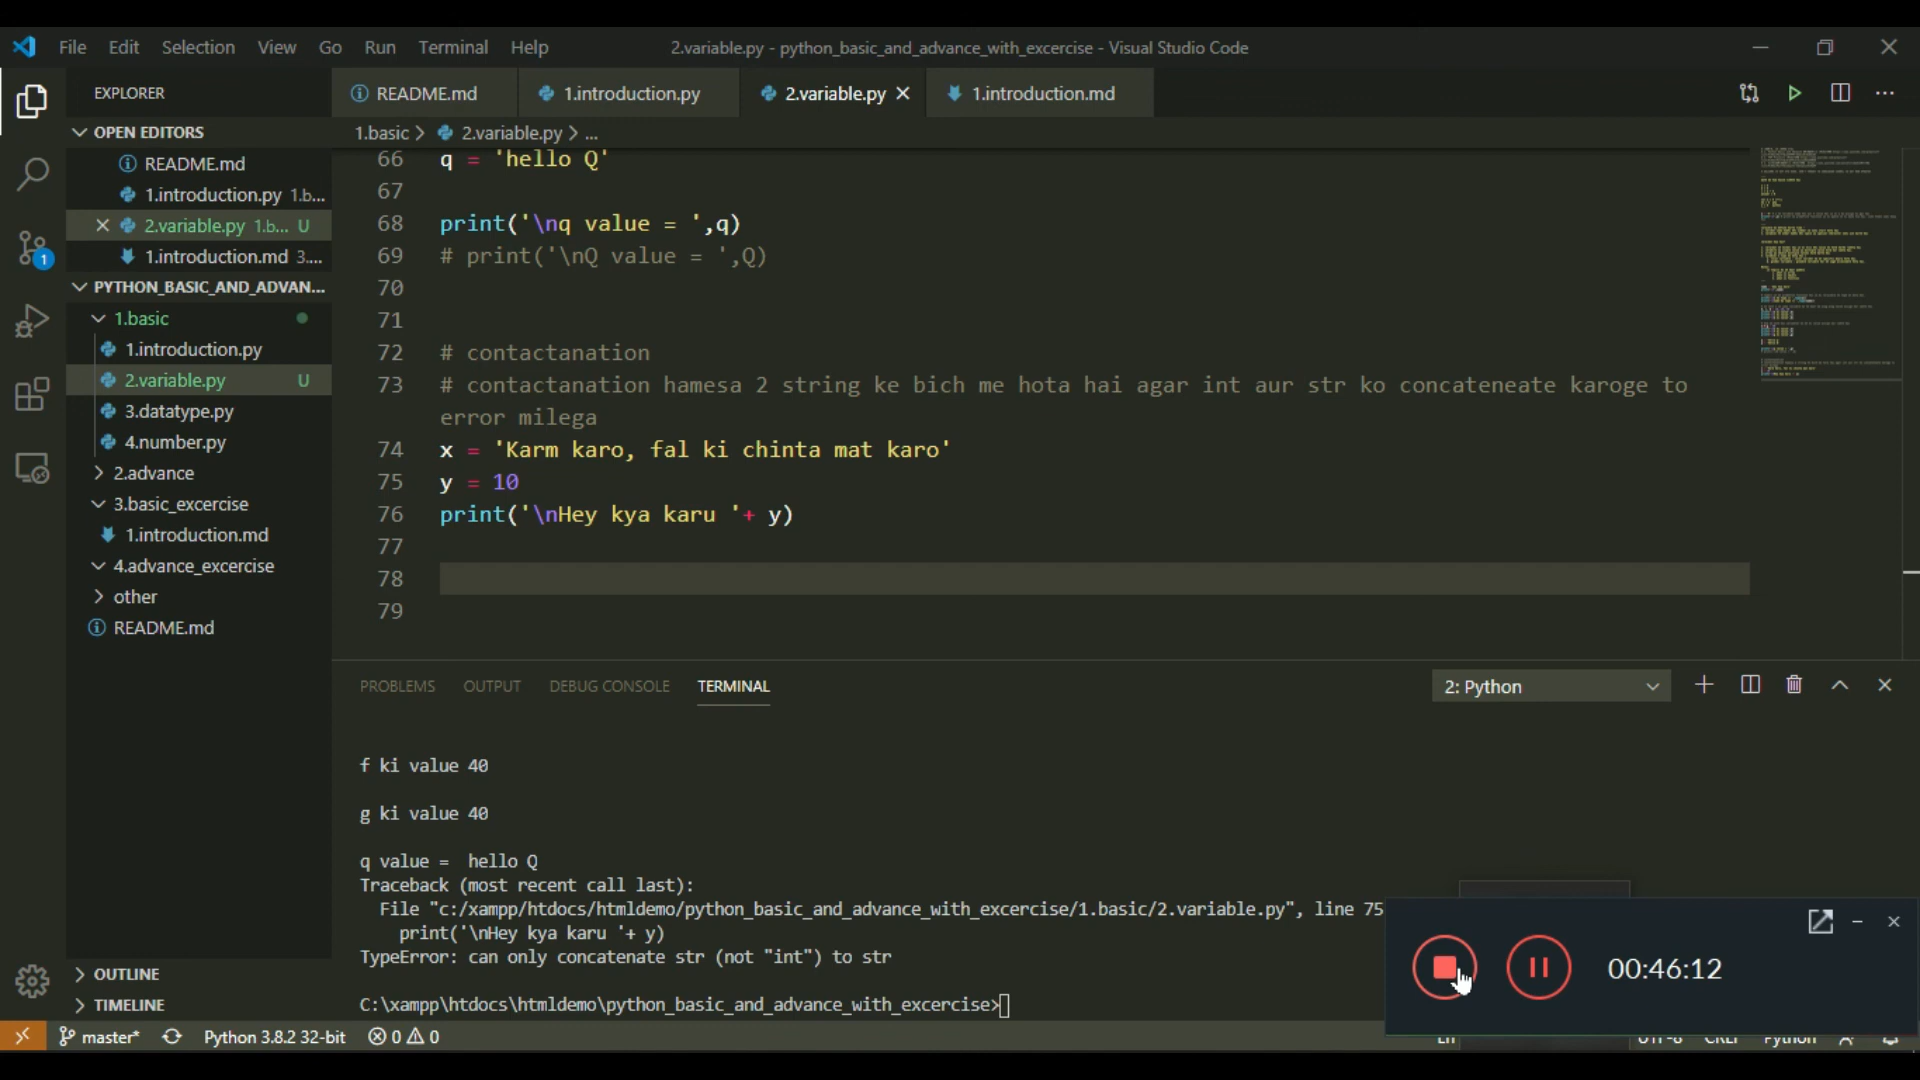 File Edit Selection View Go Run Terminal Help
2.variable.py - python_basic_and_advance_with_excercise - Visual Studio Code
EXPLORER
README.md
1.introduction.py
2.variable.py
1.introduction.md
OPEN EDITORS
README.md
1.introduction.py 1.b...
2.variable.py 1.b... U
1.introduction.md 3....
1
PYTHON_BASIC_AND_ADVAN...
1.basic
1.introduction.py
2.variable.py U
3.datatype.py
4.number.py
2.advance
3.basic_excercise
1.introduction.md
4.advance_excercise
other
README.md
OUTLINE
TIMELINE
1.basic > 2.variable.py > ...
66 q = 'hello Q'
67
68 print('\nq value = ',q)
69 # print('\nQ value = ',Q)
70
71
72 # contactanation
73 # contactanation hamesa 2 string ke bich me hota hai agar int aur str ko concateneate karoge to
error milega
74 x = 'Karm karo, fal ki chinta mat karo'
75 y = 10
76 print('\nHey kya karu '+ y)
77
78
79
PROBLEMS OUTPUT DEBUG CONSOLE TERMINAL
2: Python
f ki value 40
g ki value 40
q value =  hello Q
Traceback (most recent call last):
File "c:/xampp/htdocs/htmldemo/python_basic_and_advance_with_excercise/1.basic/2.variable.py", line 75
print('\nHey kya karu '+ y)
TypeError: can only concatenate str (not "int") to str
C:\xampp\htdocs\htmldemo\python_basic_and_advance_with_excercise>
00:46:12
master*
Python 3.8.2 32-bit
0
0
UTF-8
CRLF
Python